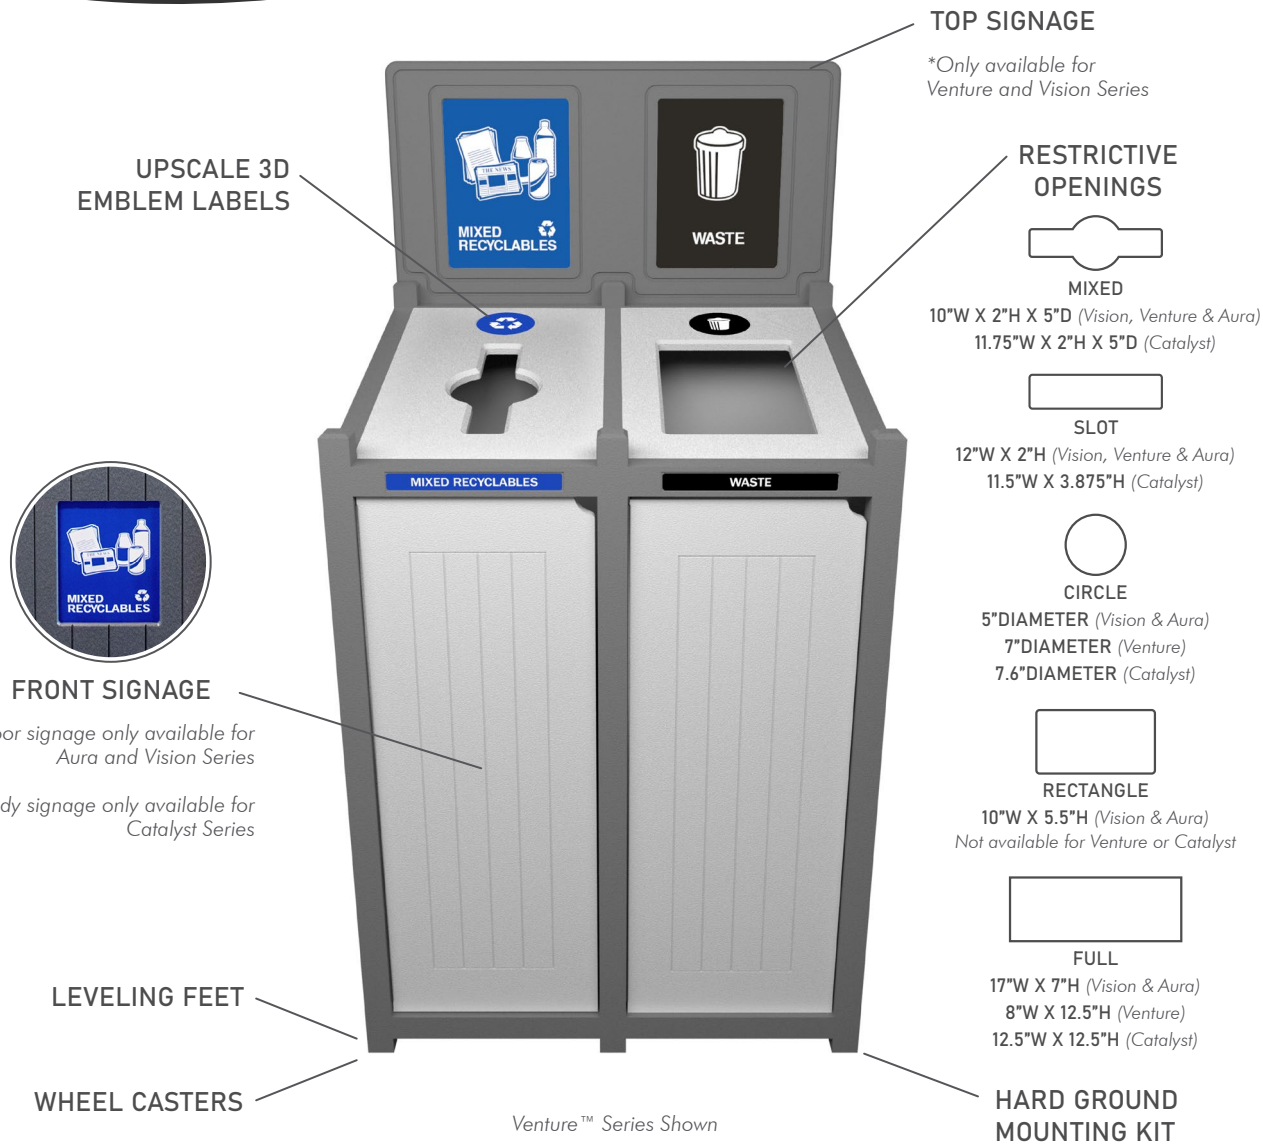 TOP SIGNAGE
*Only available for
Venture and Vision Series
UPSCALE 3D
EMBLEM LABELS
THE NEWS
MIXED
RECYCLABLES
WASTE
RESTRICTIVE
OPENINGS
MIXED
10"W X 2"H X 5"D (Vision, Venture & Aura)
11.75"W X 2"H X 5"D (Catalyst)
SLOT
12"W X 2"H (Vision, Venture & Aura)
11.5"W X 3.875"H (Catalyst)
CIRCLE
5"DIAMETER (Vision & Aura)
7"DIAMETER (Venture)
7.6"DIAMETER (Catalyst)
RECTANGLE
10"W X 5.5"H (Vision & Aura)
Not available for Venture or Catalyst
FULL
17"W X 7"H (Vision & Aura)
8"W X 12.5"H (Venture)
12.5"W X 12.5"H (Catalyst)
MIXED RECYCLABLES
WASTE
THE NEWS
MIXED
RECYCLABLES
FRONT SIGNAGE
signage only available for
Aura and Vision Series
signage only available for
Catalyst Series
LEVELING FEET
WHEEL CASTERS
Venture™ Series Shown
HARD GROUND
MOUNTING KIT